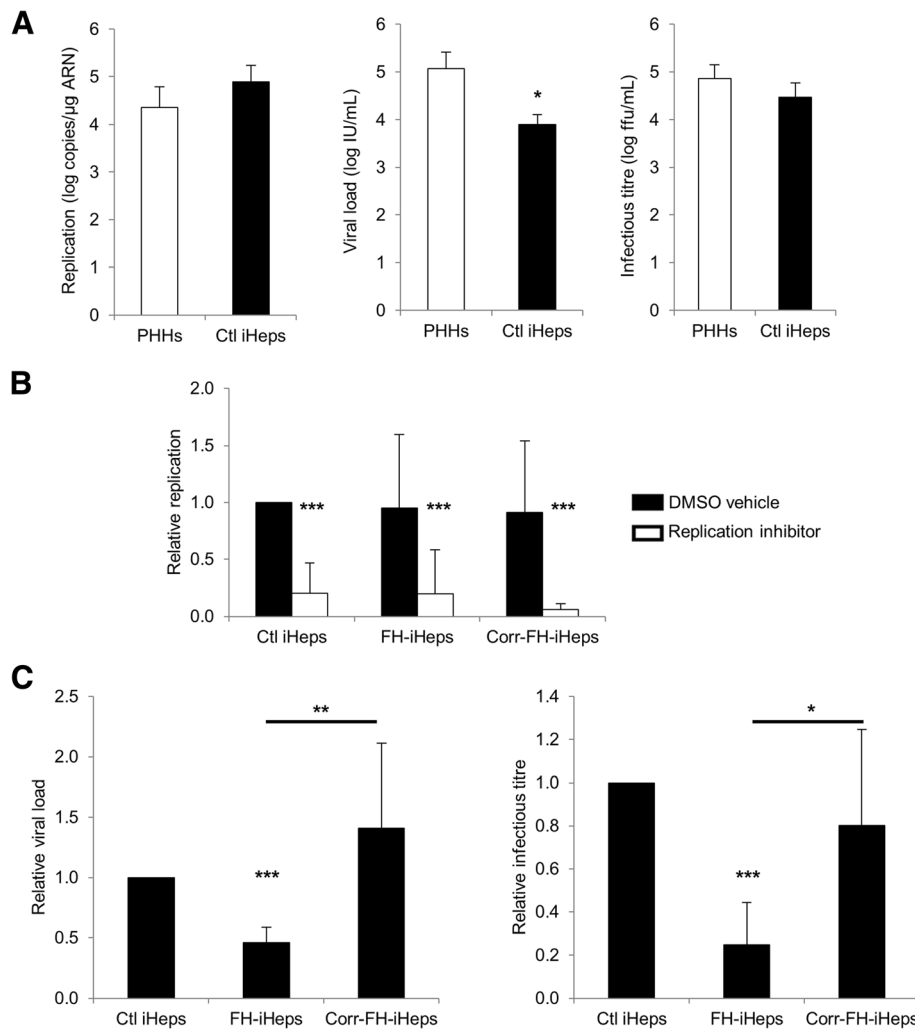 A
Replication (log copies/µg ARN)
6
5
4
3
2
1
0
PHHs
Ctl iHeps
Viral load (log IU/mL)
6
5
4
3
2
1
0
*
PHHs
Ctl iHeps
Infectious titre (log ffu/mL)
6
5
4
3
2
1
0
PHHs
Ctl iHeps
B
Relative replication
2.0
1.5
1.0
0.5
0.0
***
***
***
Ctl iHeps
FH-iHeps
Corr-FH-iHeps
DMSO vehicle
Replication inhibitor
C
Relative viral load
2.5
2.0
1.5
1.0
0.5
0.0
**
***
Ctl iHeps
FH-iHeps
Corr-FH-iHeps
Relative infectious titre
1.4
1.2
1.0
0.8
0.6
0.4
0.2
0.0
*
***
Ctl iHeps
FH-iHeps
Corr-FH-iHeps